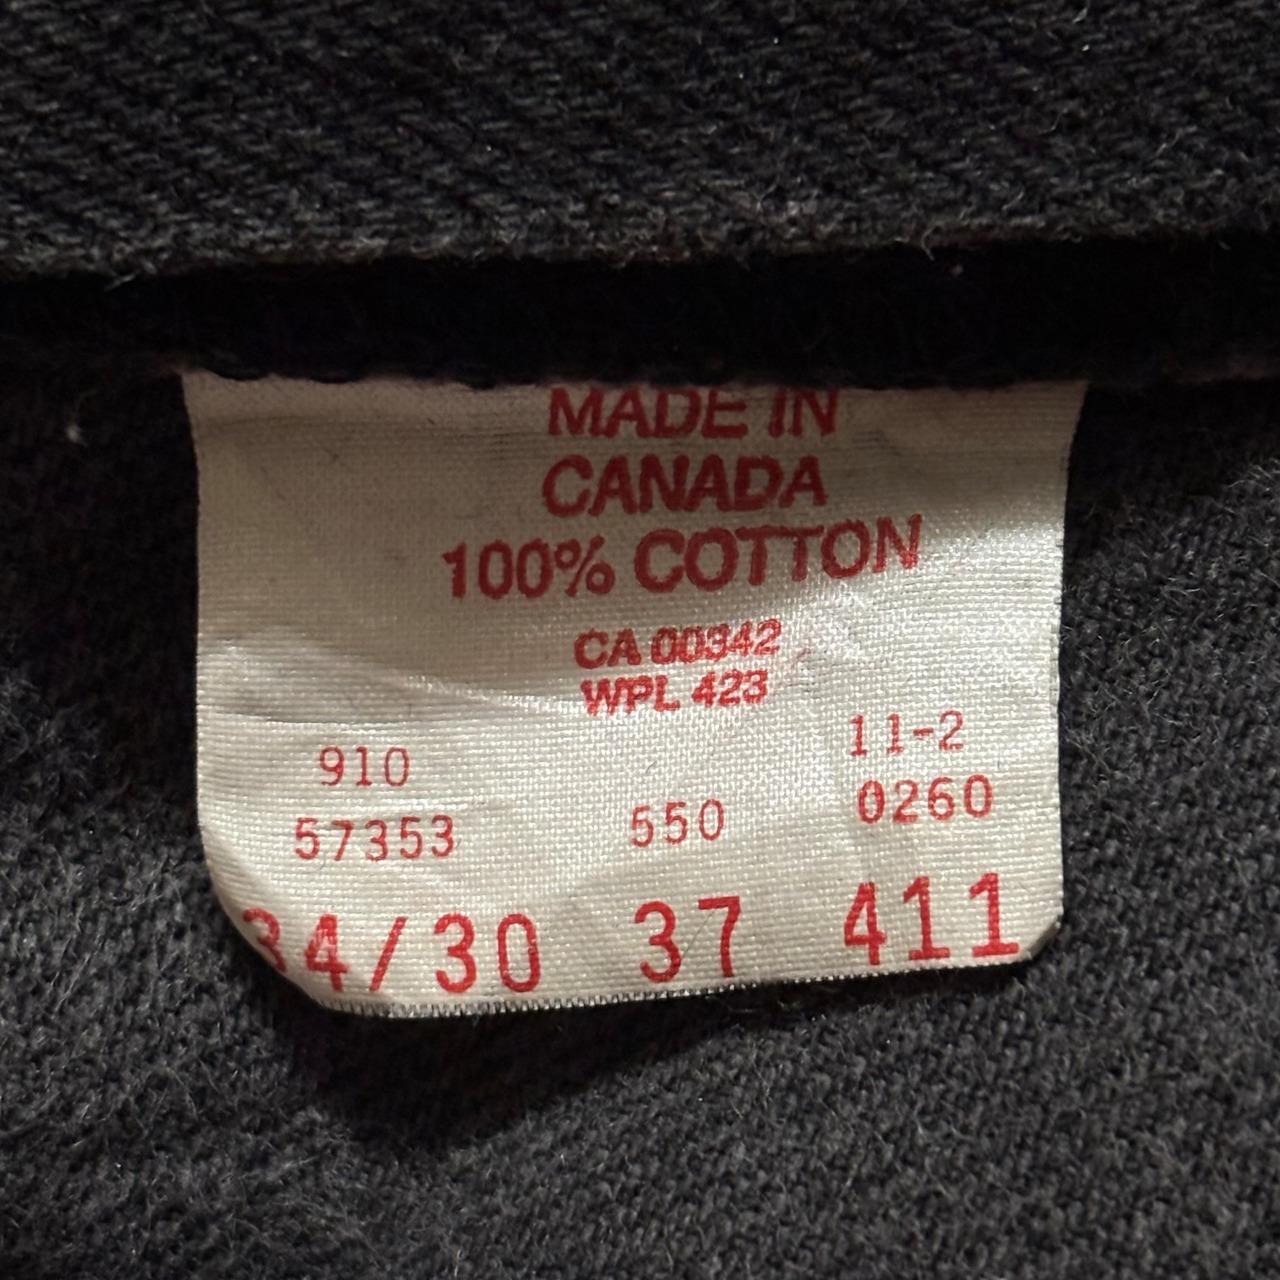 MADE IN
CANADA
100% COTTON
CA 00342
WPL 423
910 11-2
57353 550 0260
34/30 37 411